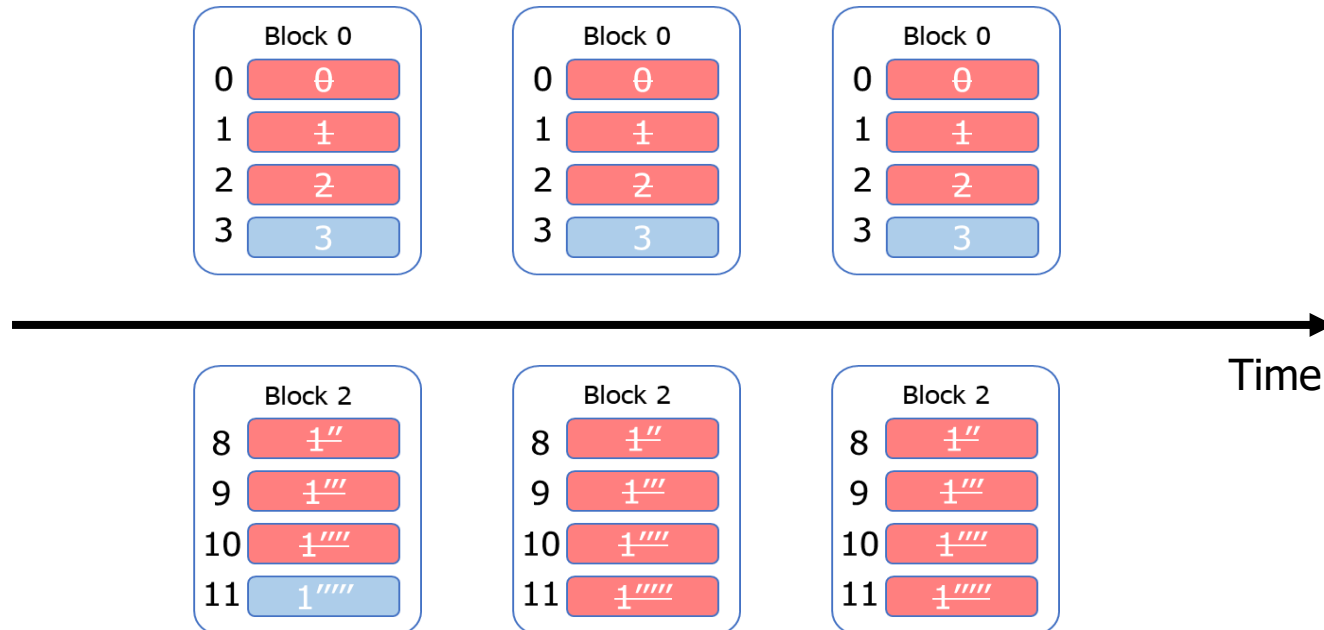 Block 0 Block 0 Block 0
0 0 0 0 0 0
1 1 1 1 1 1
2 2 2 2 2 2
3 3 3 3 3 3
Time
Block 2 Block 2 Block 2
8 1′′ 8 1′′ 8 1′′
9 1′′′ 9 1′′′ 9 1′′′
10 1′′′′ 10 1′′′′ 10 1′′′′
11 1′′′′′ 11 1′′′′′ 11 1′′′′′